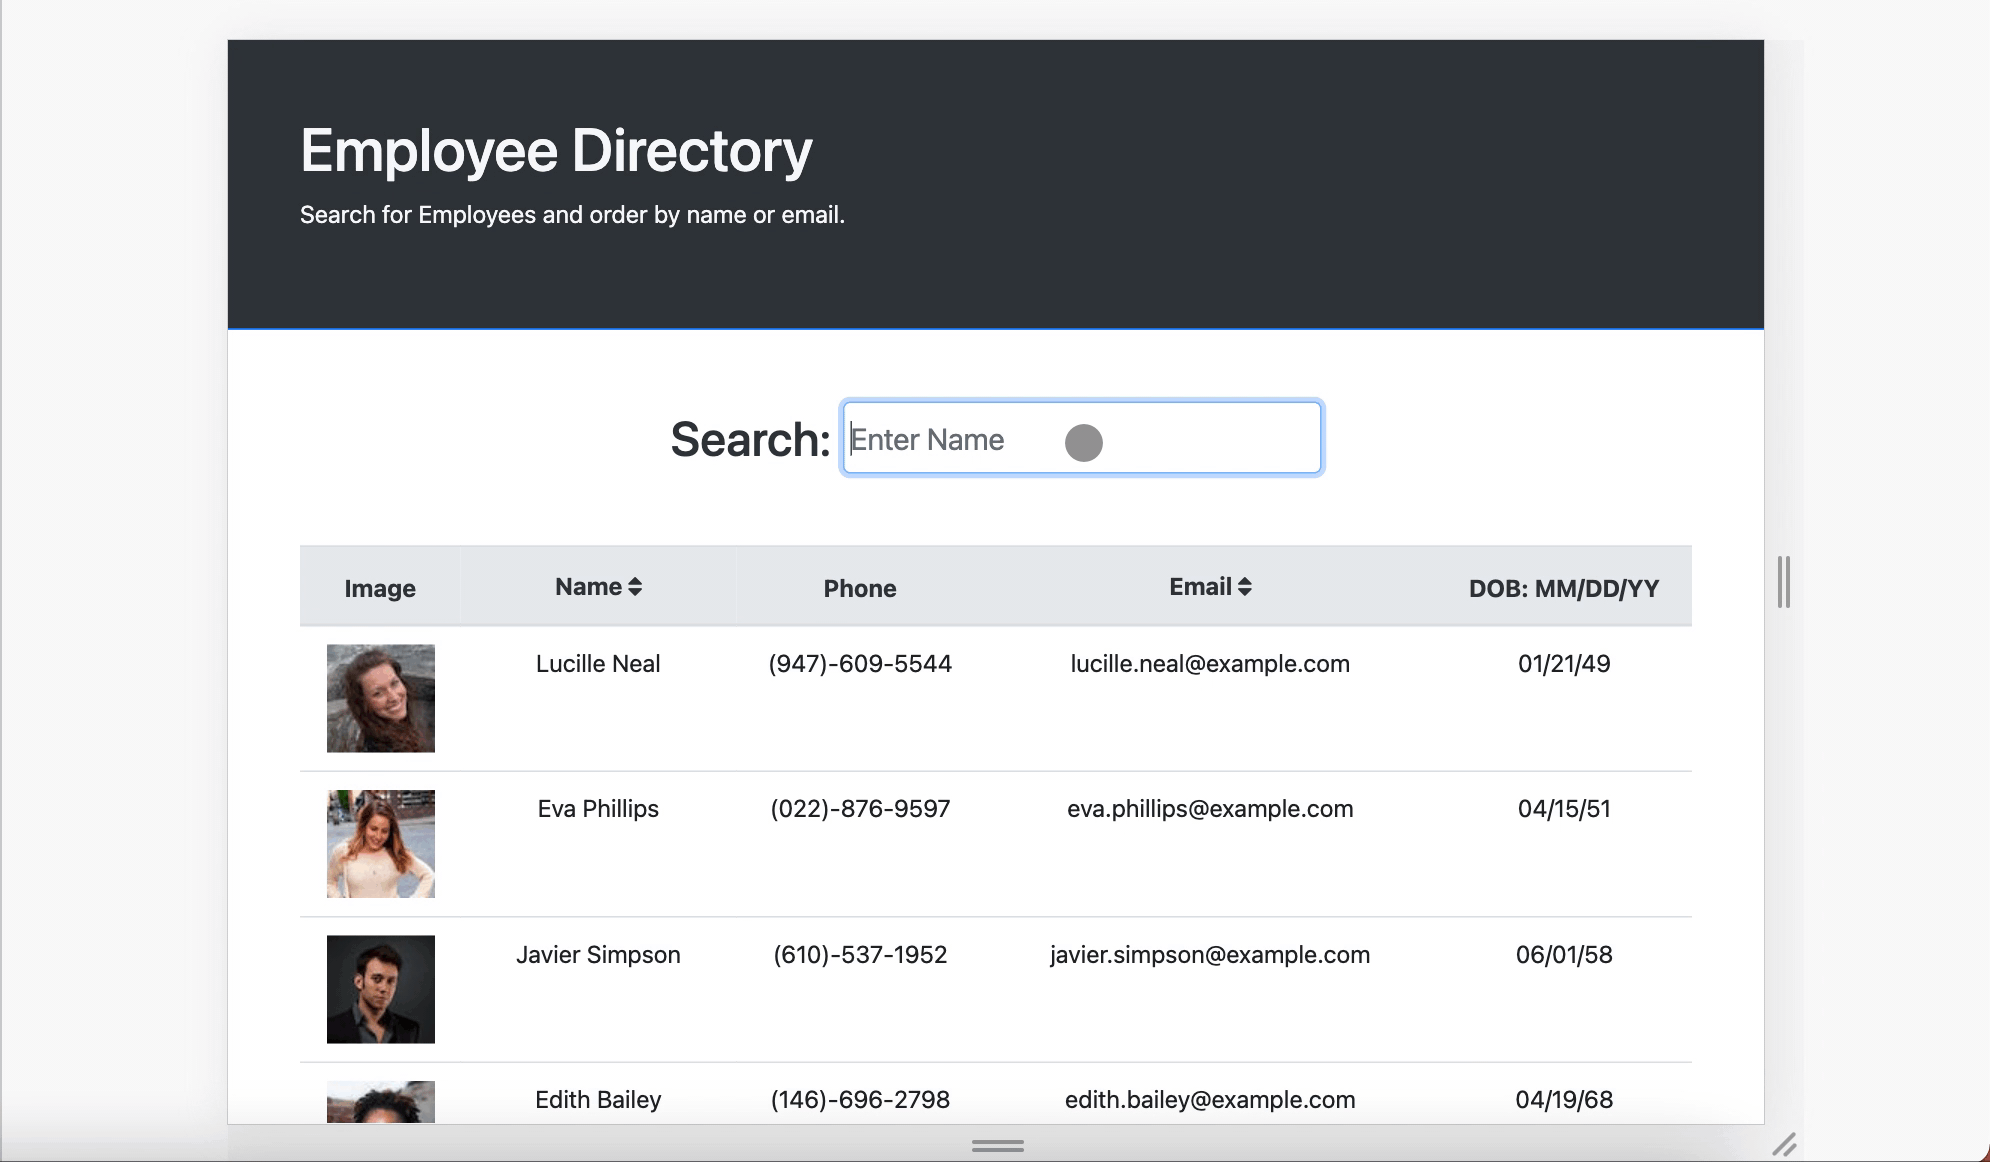 Employee Directory
Search for Employees and order by name or email.
Search: Enter Name
Image Name Phone Email DOB: MM/DD/YY
Lucille Neal (947)-609-5544 lucille.neal@example.com 01/21/49
Eva Phillips (022)-876-9597 eva.phillips@example.com 04/15/51
Javier Simpson (610)-537-1952 javier.simpson@example.com 06/01/58
Edith Bailey (146)-696-2798 edith.bailey@example.com 04/19/68